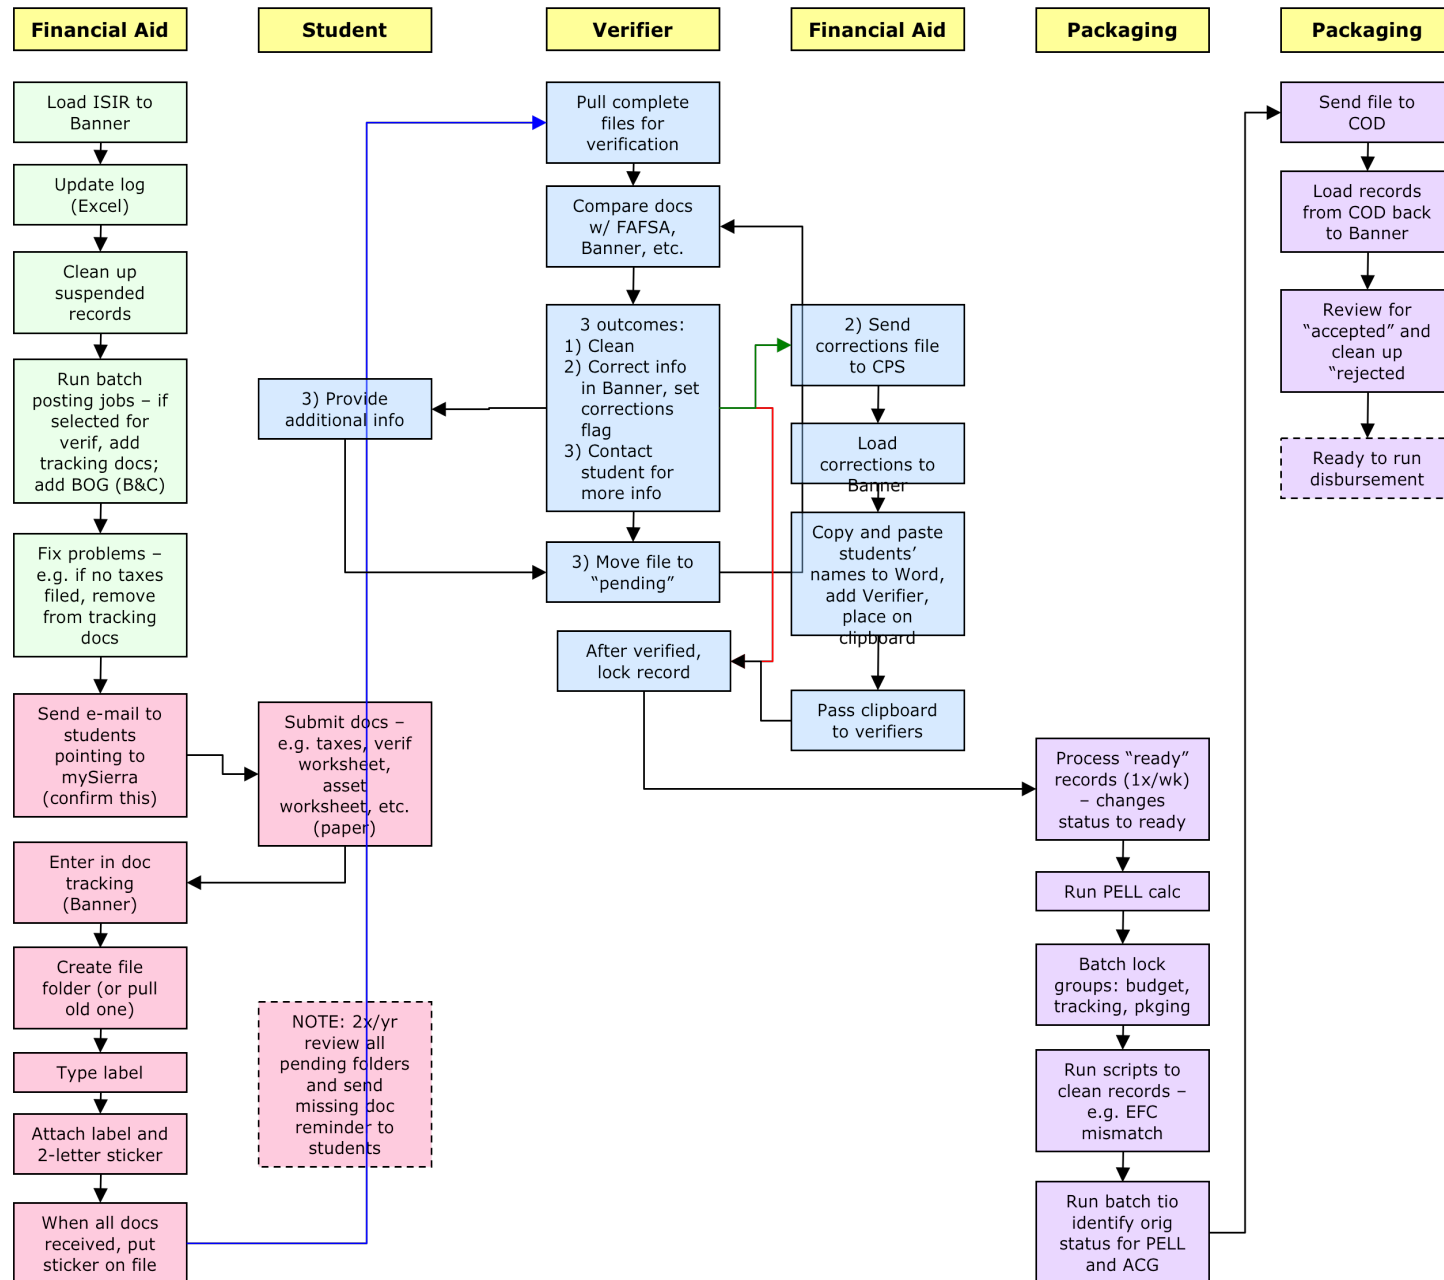 Financial Aid
Student
Verifier
Financial Aid
Packaging
Packaging
Load ISIR to
Banner
Update log
(Excel)
Clean up
suspended
records
Run batch
posting jobs – if
selected for
verif, add
tracking docs;
add BOG (B&C)
Fix problems –
e.g. if no taxes
filed, remove
from tracking
docs
Send e-mail to
students
pointing to
mySierra
(confirm this)
Enter in doc
tracking
(Banner)
Create file
folder (or pull
old one)
Type label
Attach label and
2-letter sticker
When all docs
received, put
sticker on file
3) Provide
additional info
Submit docs –
e.g. taxes, verif
worksheet,
asset
worksheet, etc.
(paper)
NOTE: 2x/yr
review all
pending folders
and send
missing doc
reminder to
students
Pull complete
files for
verification
Compare docs
w/ FAFSA,
Banner, etc.
3 outcomes:
1) Clean
2) Correct info
in Banner, set
corrections
flag
3) Contact
student for
more info
3) Move file to
“pending”
After verified,
lock record
2) Send
corrections file
to CPS
Load
corrections to
Banner
Copy and paste
students’
names to Word,
add Verifier,
place on
clipboard
Pass clipboard
to verifiers
Process “ready”
records (1x/wk)
– changes
status to ready
Run PELL calc
Batch lock
groups: budget,
tracking, pkging
Run scripts to
clean records –
e.g. EFC
mismatch
Run batch tio
identify orig
status for PELL
and ACG
Send file to
COD
Load records
from COD back
to Banner
Review for
“accepted” and
clean up
“rejected
Ready to run
disbursement